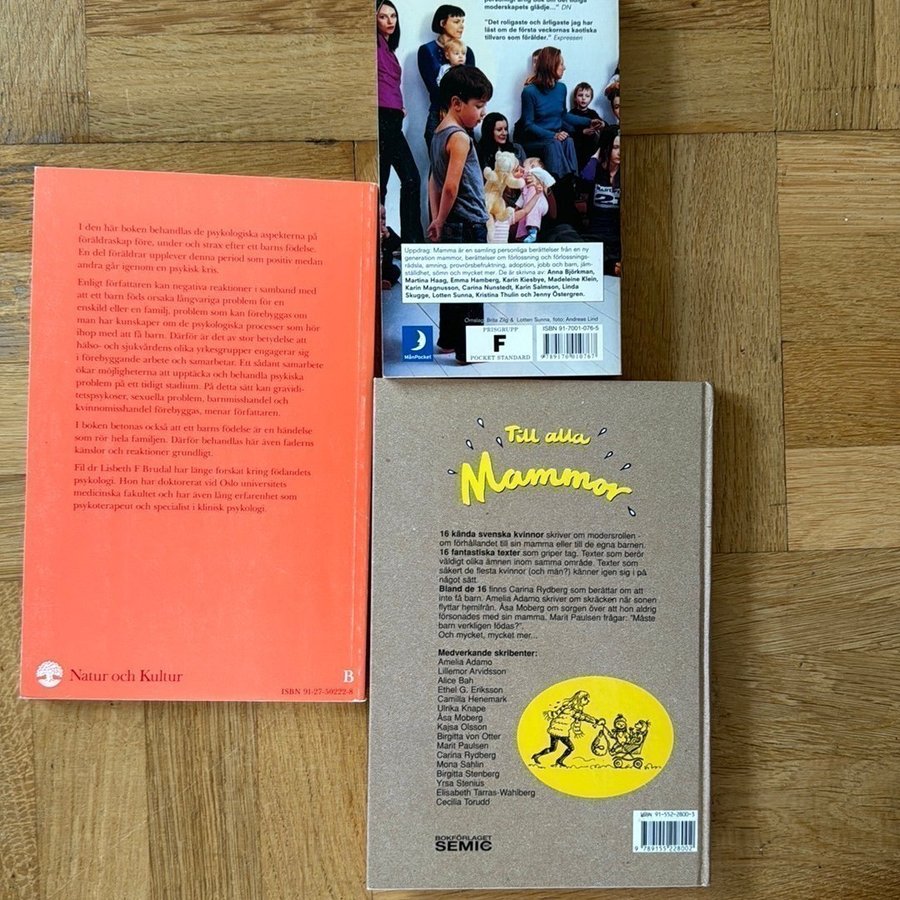 moderskapets glädje..." DN
"Det roligaste och ärligaste jag har
läst om de första veckornas kaotiska
tillvaro som förälder." Expressen
Uppdrag: Mamma är en samling personliga berättelser från en ny
generation mammor, berättelser om förlossning och förlossnings-
rädsla, amning, provrörsbefruktning, adoption, jobb och barn, jäm-
ställdhet, sömn och mycket mer. De är skrivna av: Anna Björkman,
Martina Haag, Emma Hamberg, Karin Kiesbye, Madeleine Klein,
Karin Magnusson, Carina Nunstedt, Karin Salmson, Linda
Skugge, Lotten Sunna, Kristina Thulin och Jenny Östergren.
Omslag: Brita Zilg & Lotten Sunna, foto: Andreas Lind
MånPocket
PRISGRUPP
F
POCKET STANDARD
ISBN 91-7001-076-5
9789170010767
I den här boken behandlas de psykologiska aspekterna på
föräldraskap före, under och strax efter ett barns födelse.
En del föräldrar upplever denna period som positiv medan
andra går igenom en psykisk kris.
Enligt författaren kan negativa reaktioner i samband med
att ett barn föds orsaka långvariga problem för en
enskild eller en familj, problem som kan förebyggas om
man har kunskaper om de psykologiska processer som hör
ihop med att få barn. Därför är det av stor betydelse att
hälso- och sjukvårdens olika yrkesgrupper engagerar sig
i förebyggande arbete och samarbetar. Ett sådant samarbete
ökar möjligheterna att upptäcka och behandla psykiska
problem på ett tidigt stadium. På detta sätt kan gravidi-
tetspsykoser, sexuella problem, barnmisshandel och
kvinnomisshandel förebyggas, menar författaren.
I boken betonas också att ett barns födelse är en händelse
som rör hela familjen. Därför behandlas här även faderns
känslor och reaktioner grundligt.
Fil dr Lisbeth F Brudal har länge forskat kring födandets
psykologi. Hon har doktorerat vid Oslo universitets
medicinska fakultet och har även lång erfarenhet som
psykoterapeut och specialist i klinisk psykologi.
Natur och Kultur
B
ISBN 91-27-50222-8
Till alla
Mammor
16 kända svenska kvinnor skriver om modersrollen -
om förhållandet till sin mamma eller till de egna barnen.
16 fantastiska texter som griper tag. Texter som berör
väldigt olika ämnen inom samma område. Texter som
säkert de flesta kvinnor (och män?) känner igen sig i på
något sätt.
Bland de 16 finns Carina Rydberg som berättar om att
inte få barn. Amelia Adamo skriver om skräcken när sonen
flyttar hemifrån. Åsa Moberg om sorgen över att hon aldrig
försonades med sin mamma. Marit Paulsen frågar: "Måste
barn verkligen födas?".
Och mycket, mycket mer...
Medverkande skribenter:
Amelia Adamo
Lillemor Arvidsson
Alice Bah
Ethel G. Eriksson
Camilla Henemark
Ulrika Knape
Åsa Moberg
Kajsa Olsson
Birgitta von Otter
Marit Paulsen
Carina Rydberg
Mona Sahlin
Birgitta Stenberg
Yrsa Stenius
Elisabeth Tarras-Wahlberg
Cecilia Torudd
BOKFÖRLAGET
SEMIC
ISBN 91-552-2800-3
9789155228002